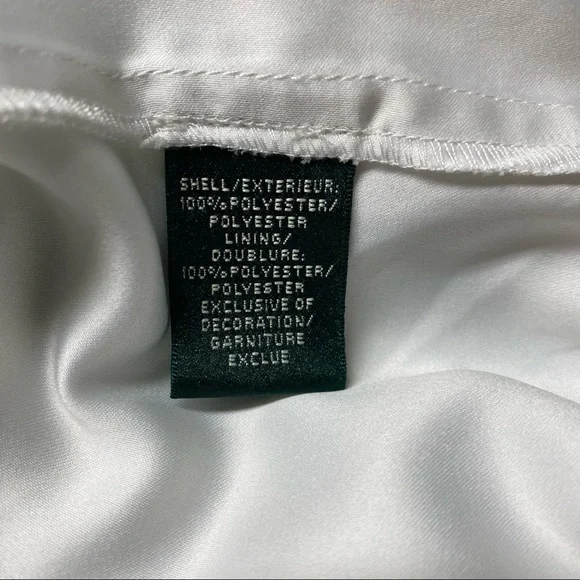 SHELL/EXTERIEUR:
100%POLYESTER/
POLYESTER
LINING/
DOUBLURE:
100%POLYESTER/
POLYESTER
EXCLUSIVE OF
DECORATION/
GARNITURE
EXCLUE